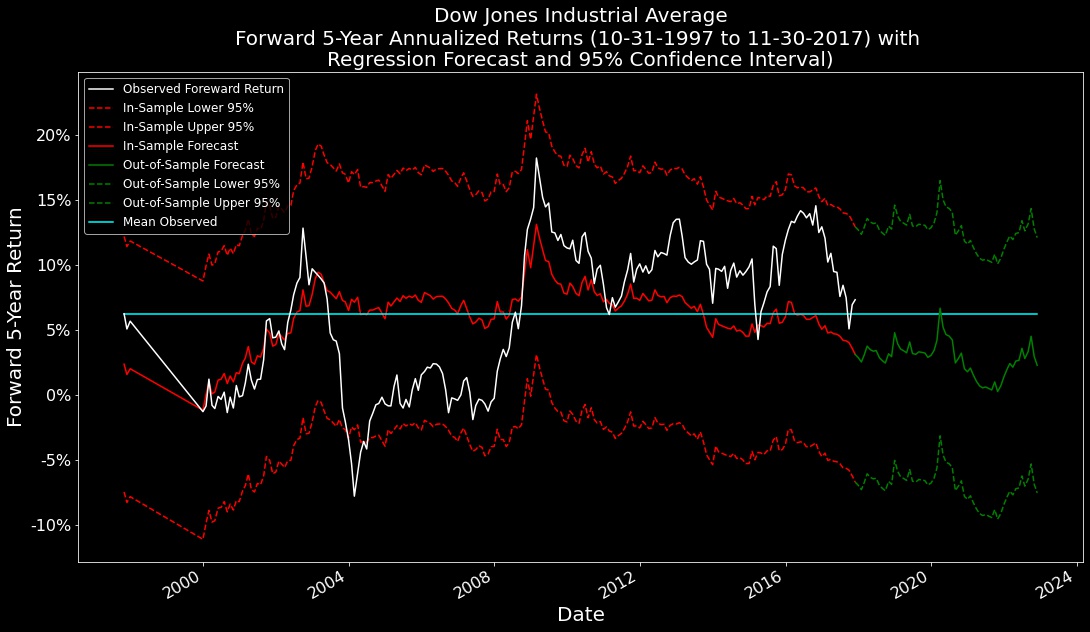 Dow Jones Industrial Average
Forward 5-Year Annualized Returns (10-31-1997 to 11-30-2017) with
Regression Forecast and 95% Confidence Interval)
Observed Foreward Return
In-Sample Lower 95%
In-Sample Upper 95%
In-Sample Forecast
Out-of-Sample Forecast
Out-of-Sample Lower 95%
Out-of-Sample Upper 95%
Mean Observed
Forward 5-Year Return
20%
15%
10%
5%
0%
-5%
-10%
2000
2004
2008
2012
2016
2020
2024
Date